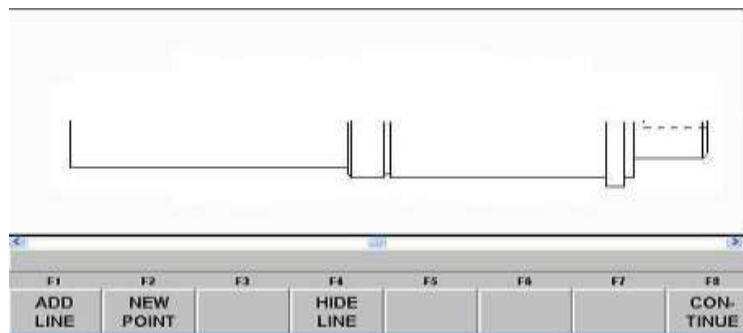 F1 F2 F3 F4 F5 F6 F7 F8
ADD LINE
NEW POINT
HIDE LINE
CON-
TINUE